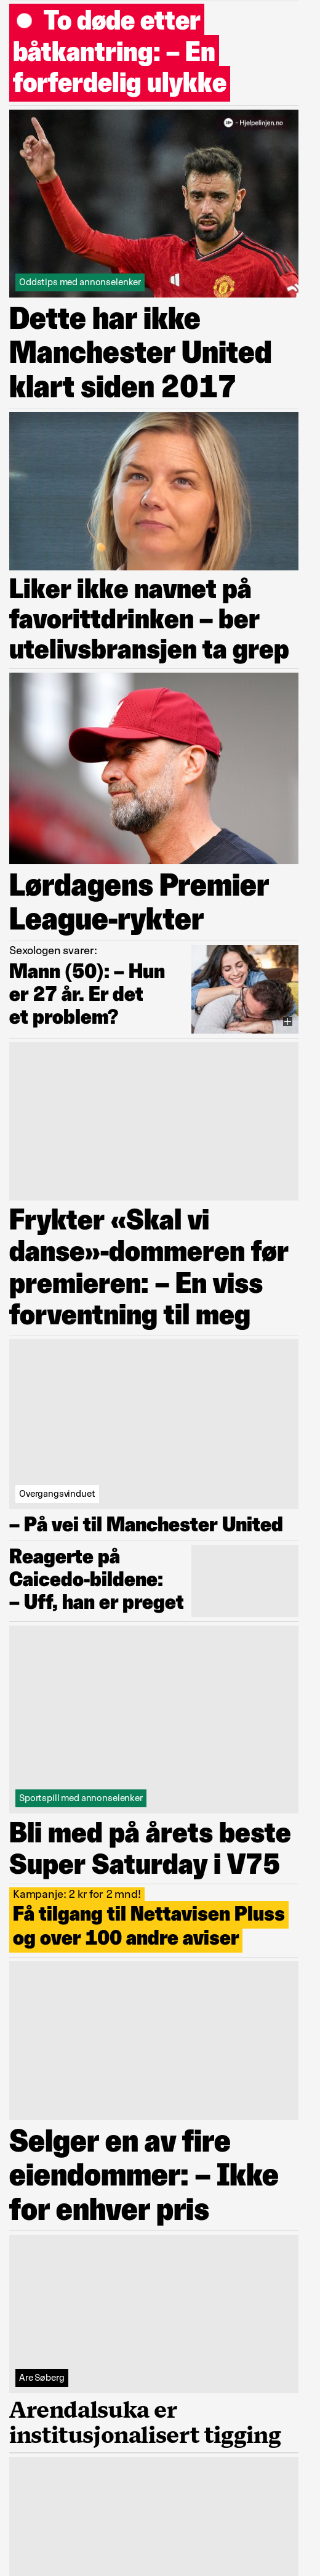 To døde etter
båtkantring: – En
forferdelig ulykke
18+ - Hjelpelinjen.no
Oddstips med annonselenker
Dette har ikke
Manchester United
klart siden 2017
Liker ikke navnet på
favorittdrinken – ber
utelivsbransjen ta grep
Lørdagens Premier
League-rykter
Sexologen svarer:
Mann (50): – Hun
er 27 år. Er det
et problem?
Frykter «Skal vi
danse»-dommeren før
premieren: – En viss
forventning til meg
Overgangsvinduet
– På vei til Manchester United
Reagerte på
Caicedo-bildene:
– Uff, han er preget
Sportspill med annonselenker
Bli med på årets beste
Super Saturday i V75
Kampanje: 2 kr for 2 mnd!
Få tilgang til Nettavisen Pluss
og over 100 andre aviser
Selger en av fire
eiendommer: – Ikke
for enhver pris
Are Søberg
Arendalsuka er
institusjonalisert tigging